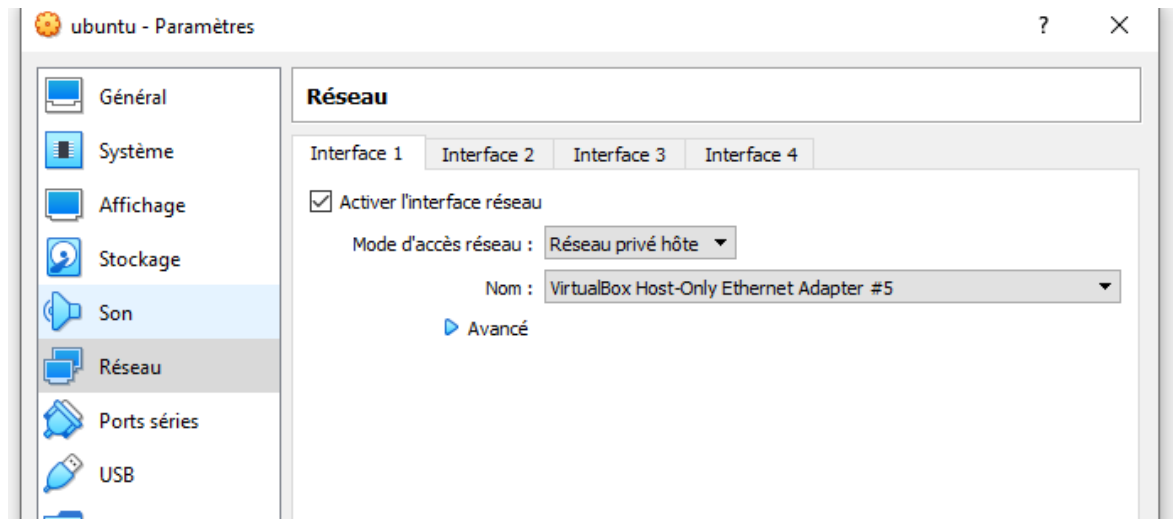 ubuntu - Paramètres
?
Général
Système
Affichage
Stockage
Son
Réseau
Ports séries
USB
Réseau
Interface 1 Interface 2 Interface 3 Interface 4
Activer l'interface réseau
Mode d'accès réseau : Réseau privé hôte
Nom : VirtualBox Host-Only Ethernet Adapter #5
Avancé